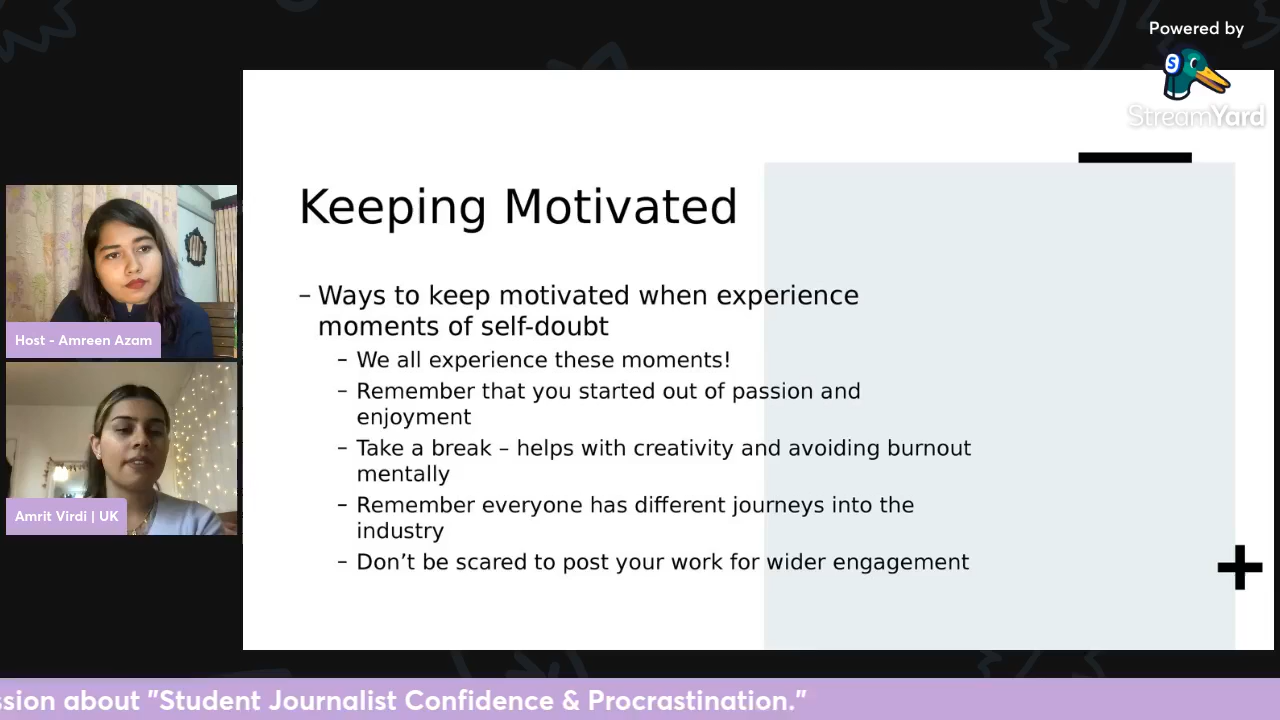 Powered by
StreamYard
Keeping Motivated
– Ways to keep motivated when experience
moments of self-doubt
– We all experience these moments!
– Remember that you started out of passion and
enjoyment
– Take a break – helps with creativity and avoiding burnout
mentally
– Remember everyone has different journeys into the
industry
– Don’t be scared to post your work for wider engagement
Host - Amreen Azam
Amrit Virdi | UK
ssion about "Student Journalist Confidence & Procrastination."